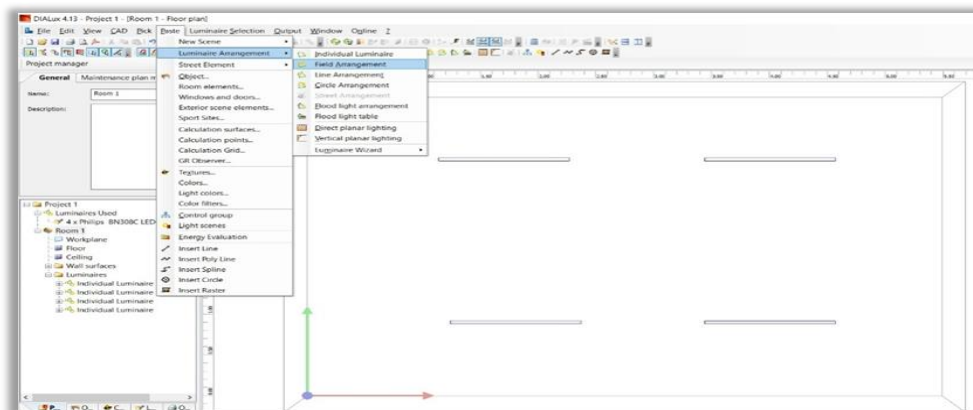 DIALux 4.13 - Project 1 - [Room 1 - Floor plan]
File Edit View CAD Pick Paste Luminaire Selection Output Window Online ?
Project manager
General Maintenance plan m
Name: Room 1
Description:
New Scene
Luminaire Arrangement
Street Element
Object...
Room elements...
Windows and doors...
Exterior scene elements...
Sport Sites...
Calculation surfaces...
Calculation points...
Calculation Grid...
GR Observer...
Textures...
Colors...
Light colors...
Color filters...
Control group
Light scenes
Energy Evaluation
Insert Line
Insert Poly Line
Insert Spline
Insert Circle
Insert Raster
Individual Luminaire
Field Arrangement
Line Arrangement
Circle Arrangement
Street Arrangement
Flood light arrangement
Flood light table
Direct planar lighting
Vertical planar lighting
Luminaire Wizard
Project 1
Luminaires Used
4 x Philips BN308C LED
Room 1
Workplane
Floor
Ceiling
Wall surfaces
Luminaires
Individual Luminaire
Individual Luminaire
Individual Luminaire
Individual Luminaire